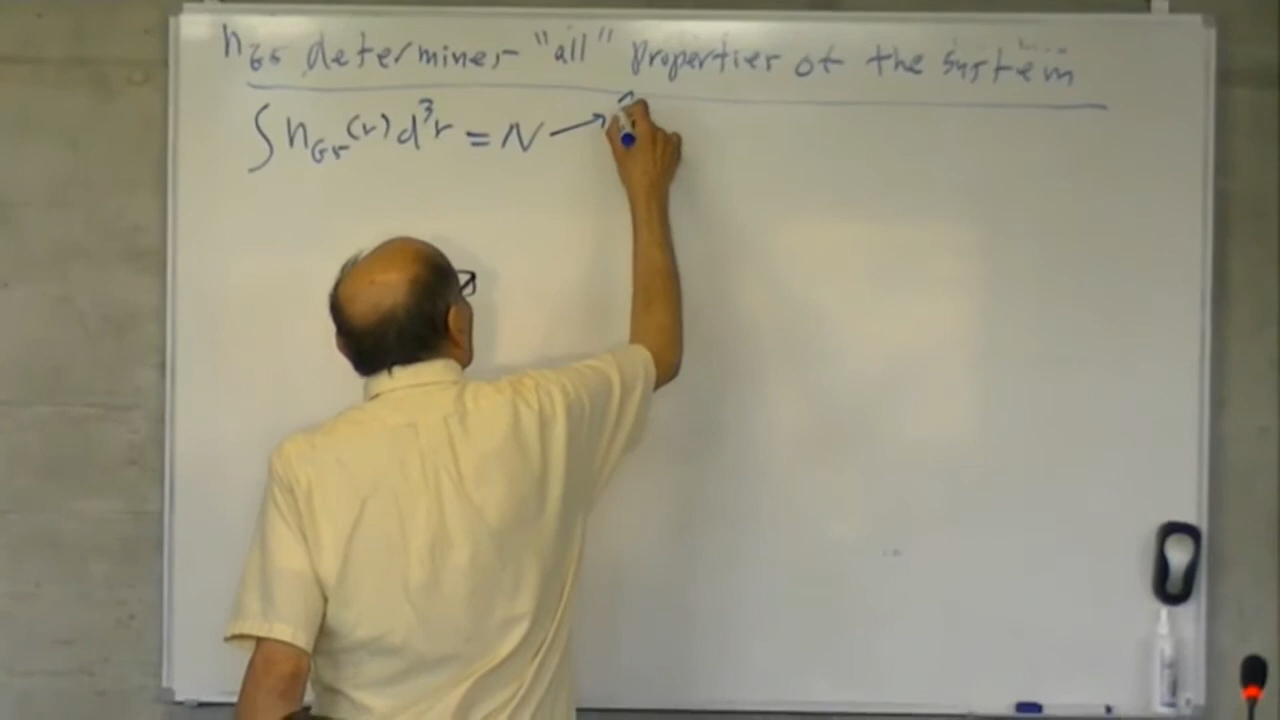 n_GS determines "all" properties of the system
∫ n_GS(r) d³r = N →